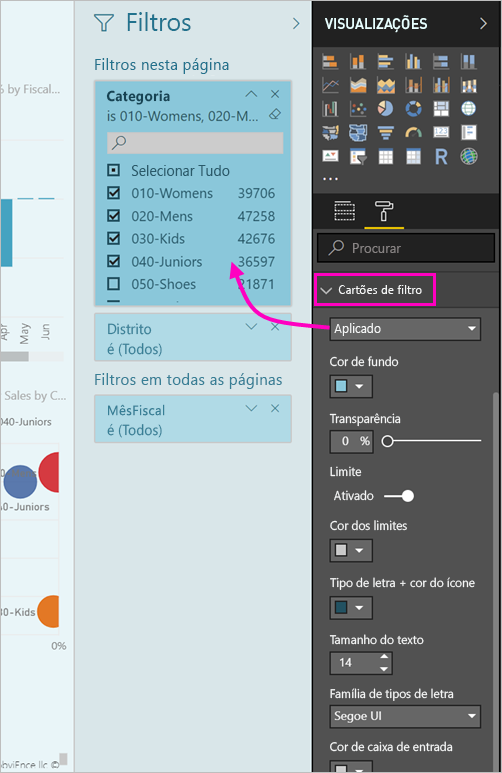 6 by Fiscal...
Apr
May
Jun
Sales by C...
040-Juniors
0-Juniors
30-Kids
0%
obviEnce llc ©
Filtros
Filtros nesta página
Categoria
is 010-Womens, 020-M...
Selecionar Tudo
010-Womens 39706
020-Mens 47258
030-Kids 42676
040-Juniors 36597
050-Shoes 21871
Distrito
é (Todos)
Filtros em todas as páginas
MêsFiscal
é (Todos)
VISUALIZAÇÕES
R
...
Procurar
Cartões de filtro
Aplicado
Cor de fundo
Transparência
0 %
Limite
Ativado
Cor dos limites
Tipo de letra + cor do ícone
Tamanho do texto
14
Família de tipos de letra
Segoe UI
Cor de caixa de entrada